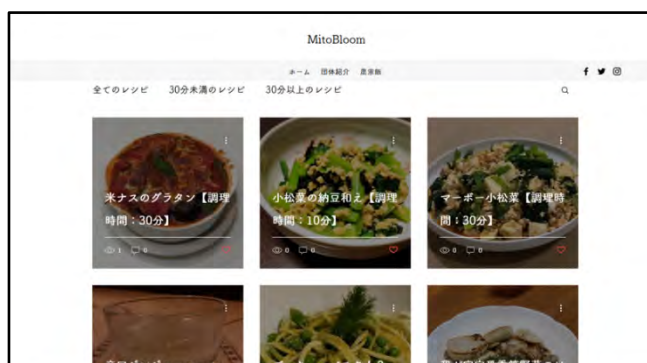 MitoBloom
ホーム 団体紹介 農家飯
全てのレシピ 30分未満のレシピ 30分以上のレシピ
米ナスのグラタン【調理
時間：30分】
1 0
小松菜の納豆和え【調理
時間：10分】
0 0
マーボー小松菜【調理時
間：30分】
0 0